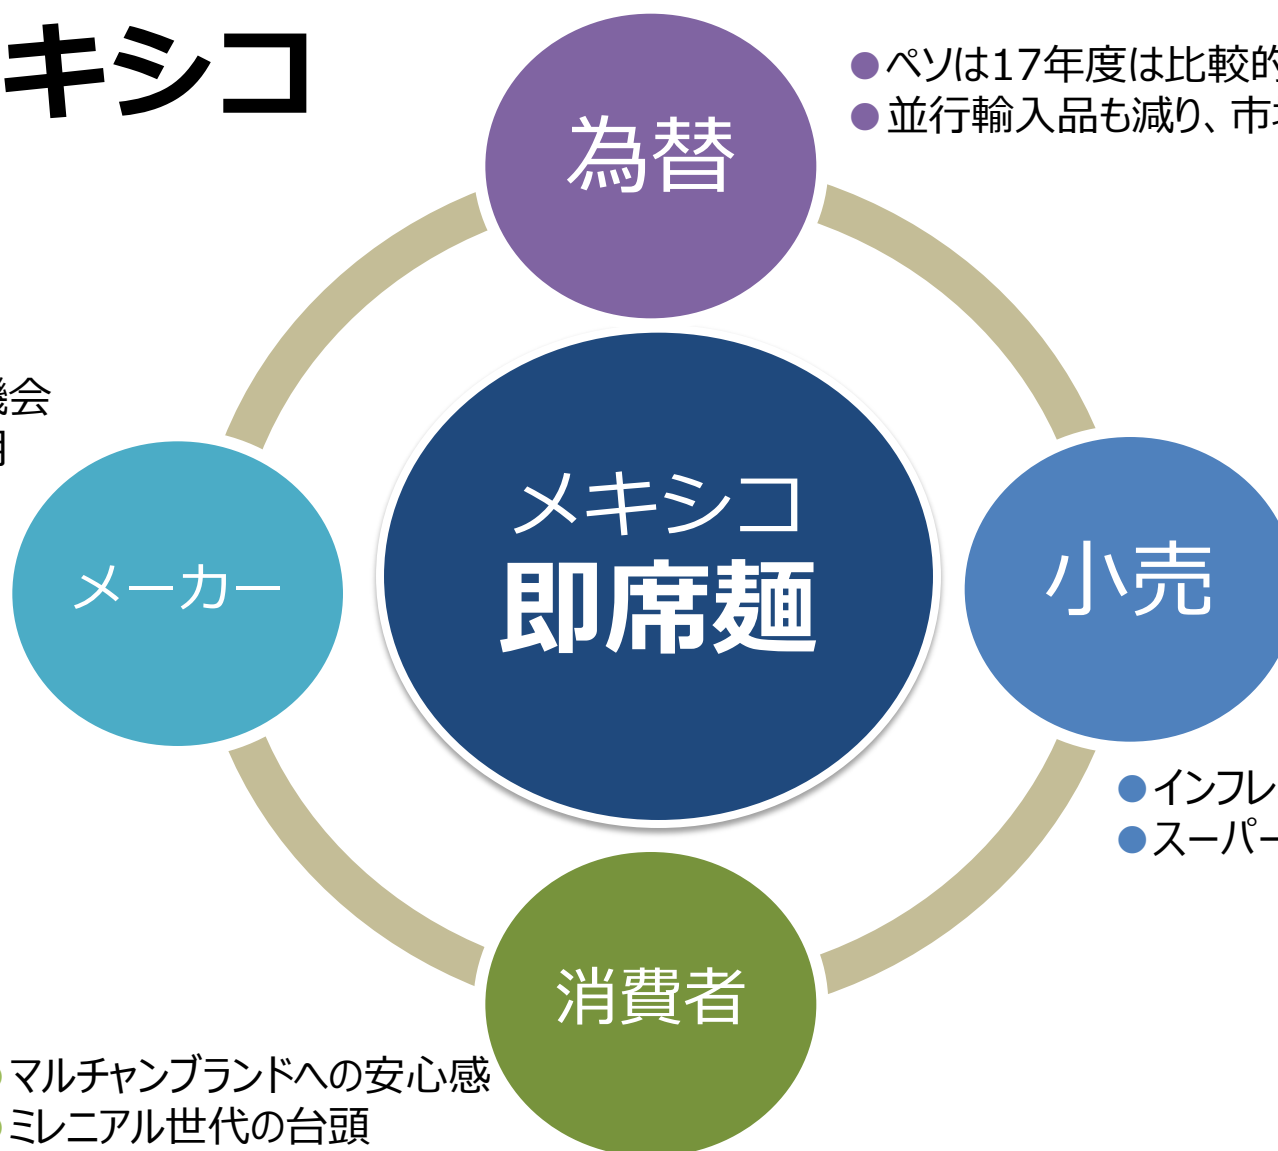 キシコ
為替
●ペソは17年度は比較的
●並行輸入品も減り、市
機会
月
メーカー
メキシコ
即席麺
小売
●インフレ
●スーパー
消費者
●マルチャンブランドへの安心感
●ミレニアル世代の台頭